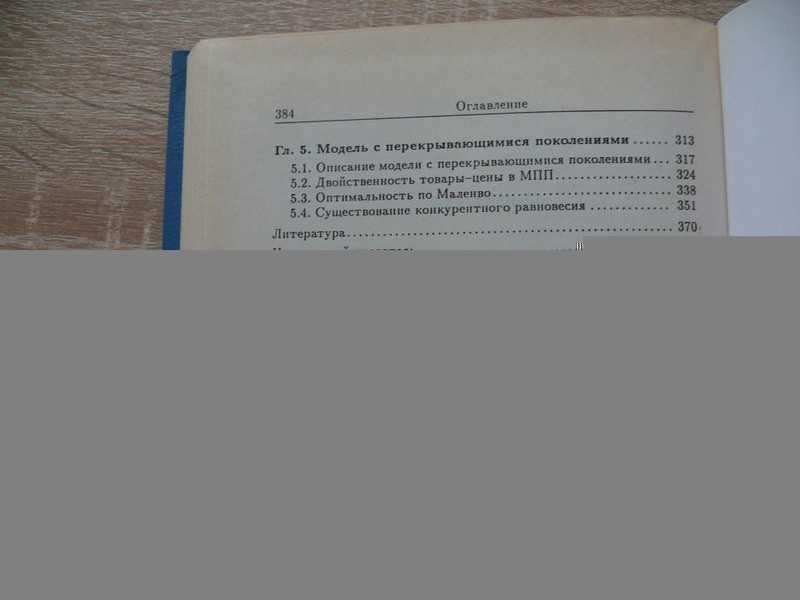 384 Оглавление
Гл. 5. Модель с перекрывающимися поколениями ...... 313
5.1. Описание модели с перекрывающимися поколениями ... 317
5.2. Двойственность товары–цены в МПП .................. 324
5.3. Оптимальность по Маленво .......................... 338
5.4. Существование конкурентного равновесия ............ 351
Литература .................................................. 370